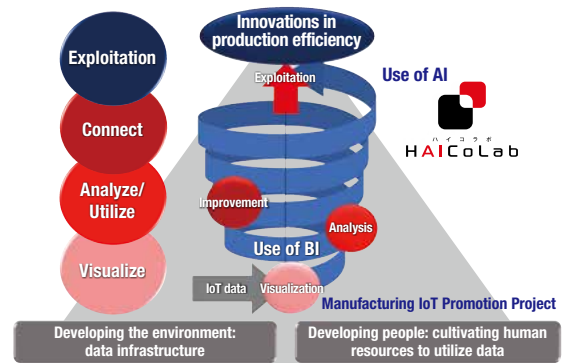 Innovations in
production efficiency
Exploitation
Exploitation
Use of AI
Connect
ハイコラボ
HAICoLab
Analyze/
Utilize
Improvement
Analysis
Use of BI
Visualize
IoT data
Visualization
Manufacturing IoT Promotion Project
Developing the environment:
data infrastructure
Developing people: cultivating human
resources to utilize data